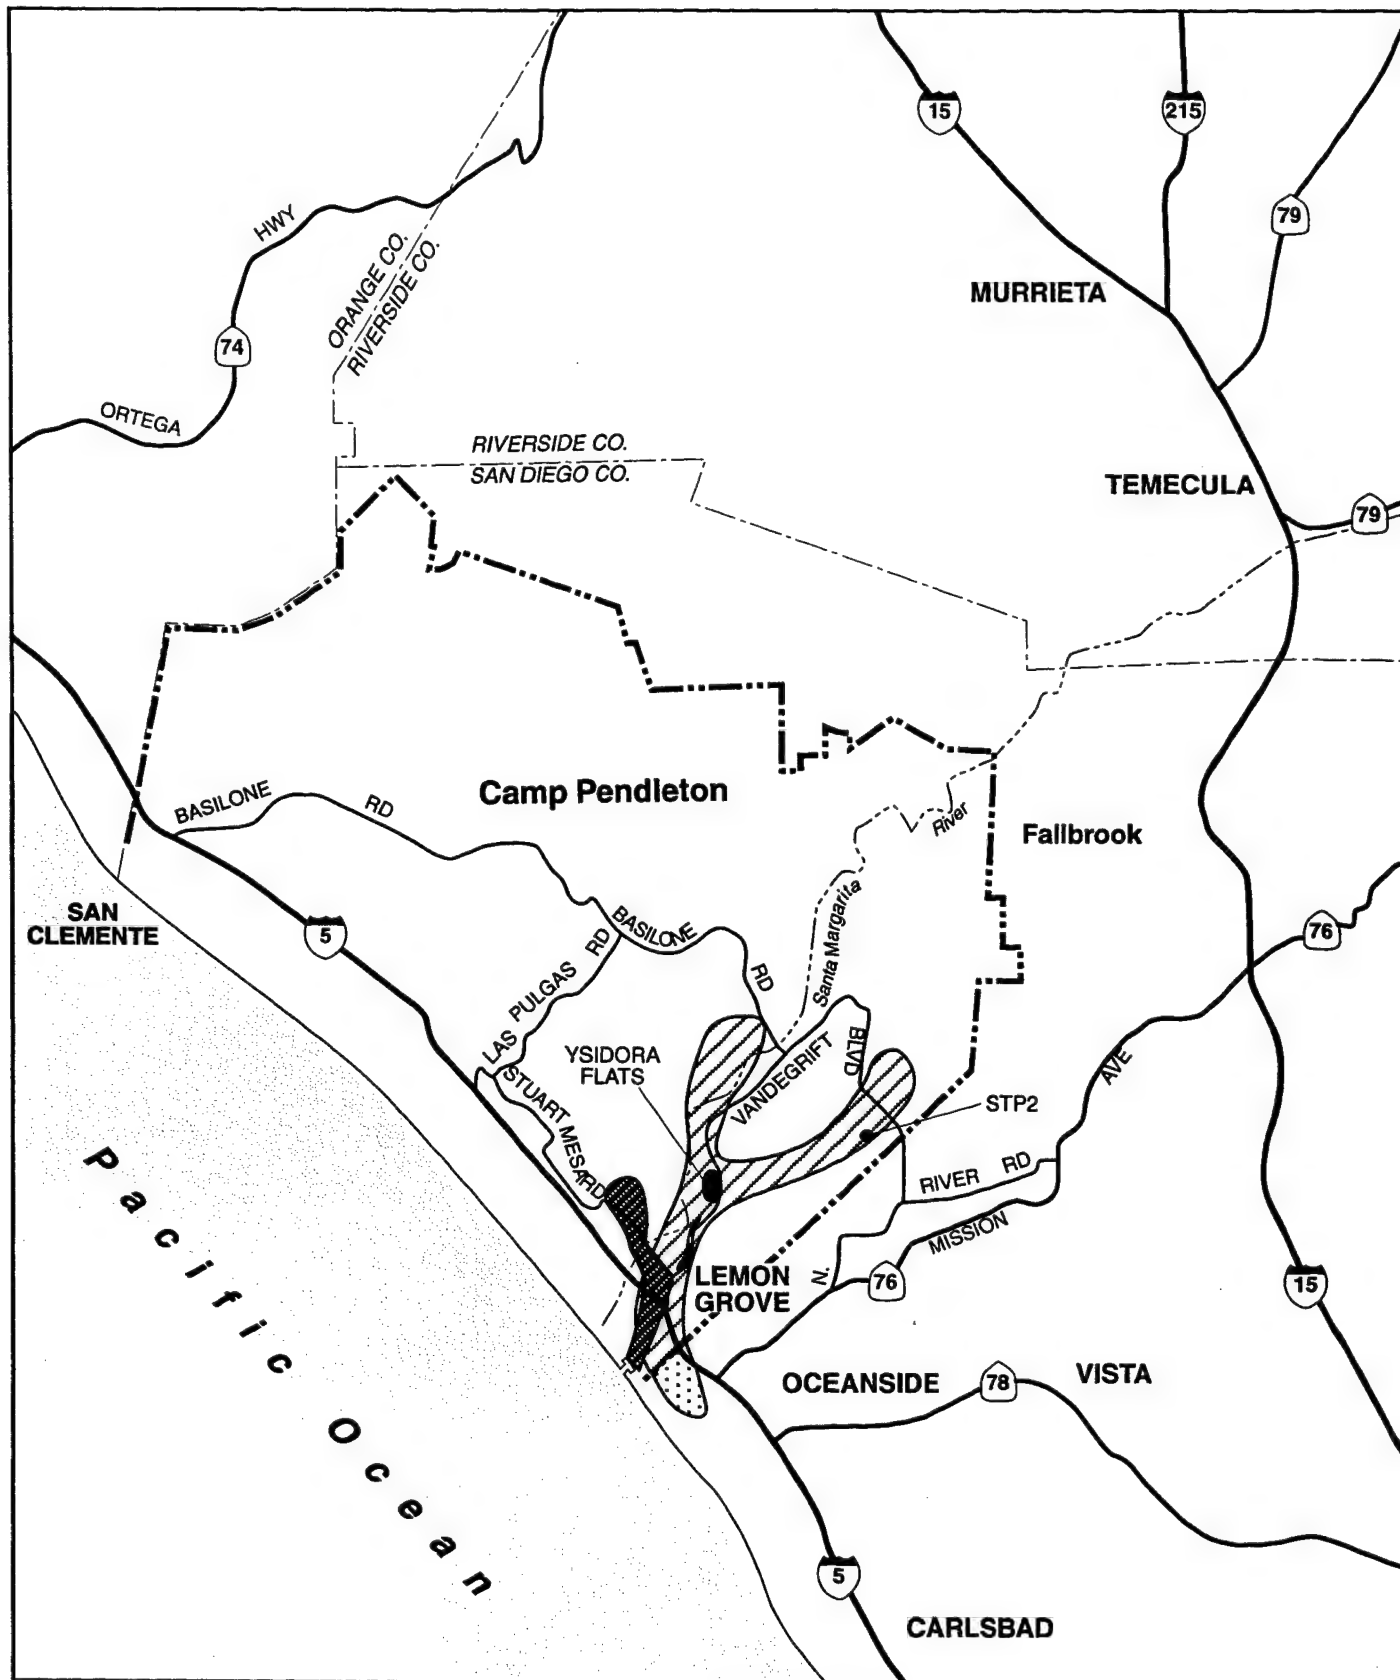 15
215
79
HWY
ORANGE CO.
RIVERSIDE CO.
MURRIETA
74
ORTEGA
RIVERSIDE CO.
SAN DIEGO CO.
TEMECULA
79
Camp Pendleton
BASILONE
RD
River
Fallbrook
SAN
CLEMENTE
5
BASILONE
RD
Santa Margarita
76
LAS PULGAS RD
YSIDORA
FLATS
VANDEGRIFT
BLVD
STUART MESA RD
STP2
AVE
RIVER RD
MISSION
N.
76
LEMON
GROVE
15
Pacific Ocean
OCEANSIDE
78
VISTA
5
CARLSBAD